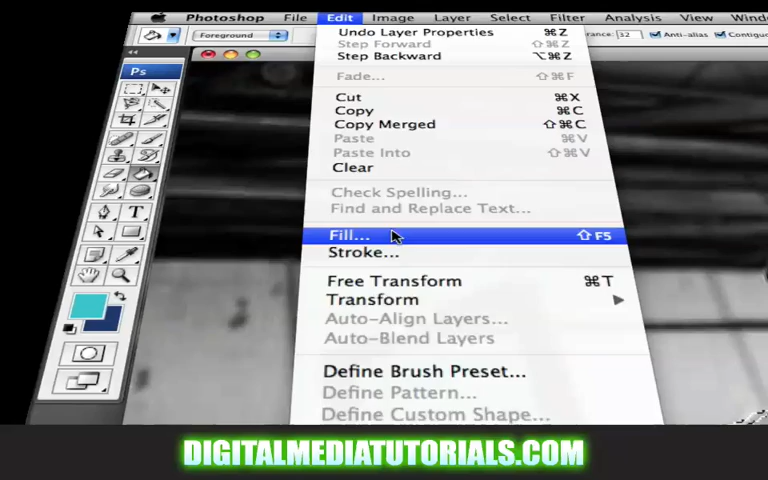 Photoshop File Edit Image Layer Select Filter Analysis View
Foreground
32 Anti-alias
Ps
Undo Layer Properties ⌘Z
Step Forward ⇧⌘Z
Step Backward ⌥⌘Z
Fade... ⇧⌘F
Cut ⌘X
Copy ⌘C
Copy Merged ⇧⌘C
Paste ⌘V
Paste Into ⇧⌘V
Clear
Check Spelling...
Find and Replace Text...
Fill... ⇧F5
Stroke...
Free Transform ⌘T
Transform ▶
Auto-Align Layers...
Auto-Blend Layers
Define Brush Preset...
Define Pattern...
Define Custom Shape...
DIGITALMEDIATUTORIALS.COM